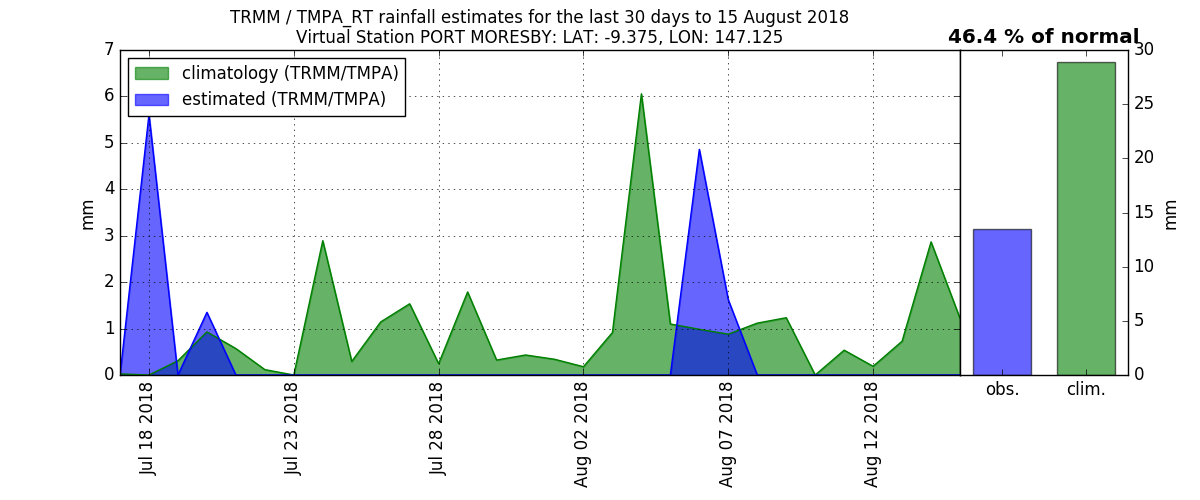 TRMM / TMPA_RT rainfall estimates for the last 30 days to 15 August 2018
Virtual Station PORT MORESBY: LAT: -9.375, LON: 147.125
46.4 % of normal
climatology (TRMM/TMPA)
estimated (TRMM/TMPA)
7
6
5
4
3
2
1
0
mm
Jul 18 2018
Jul 23 2018
Jul 28 2018
Aug 02 2018
Aug 07 2018
Aug 12 2018
obs.
clim.
30
25
20
15
10
5
0
mm